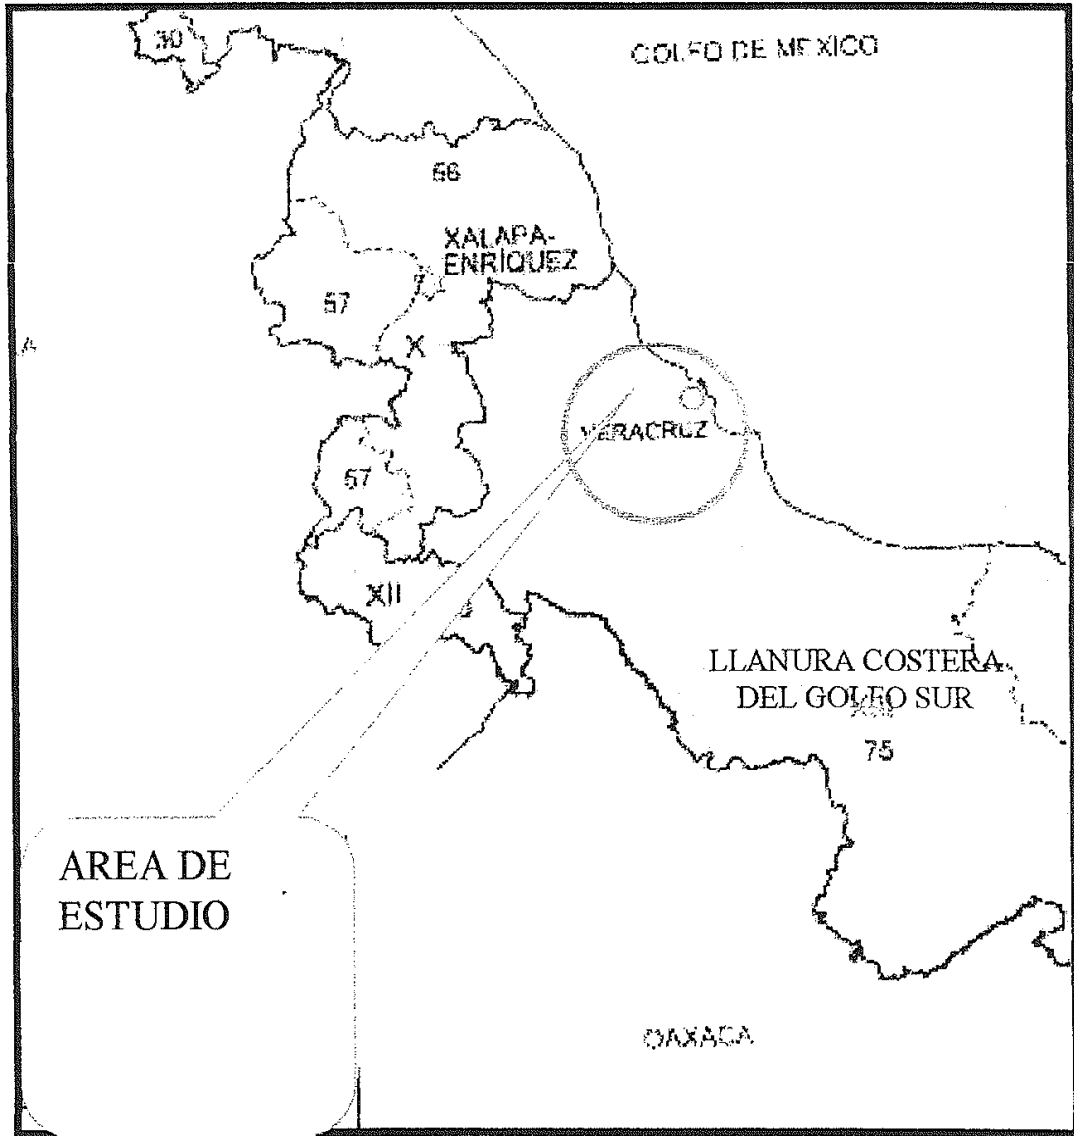 30
GOLFO DE MEXICO
66
XALAPA-
ENRÍQUEZ
57
X
VERACRUZ
57
XII
LLANURA COSTERA
DEL GOLFO SUR
75
AREA DE
ESTUDIO
OAXACA